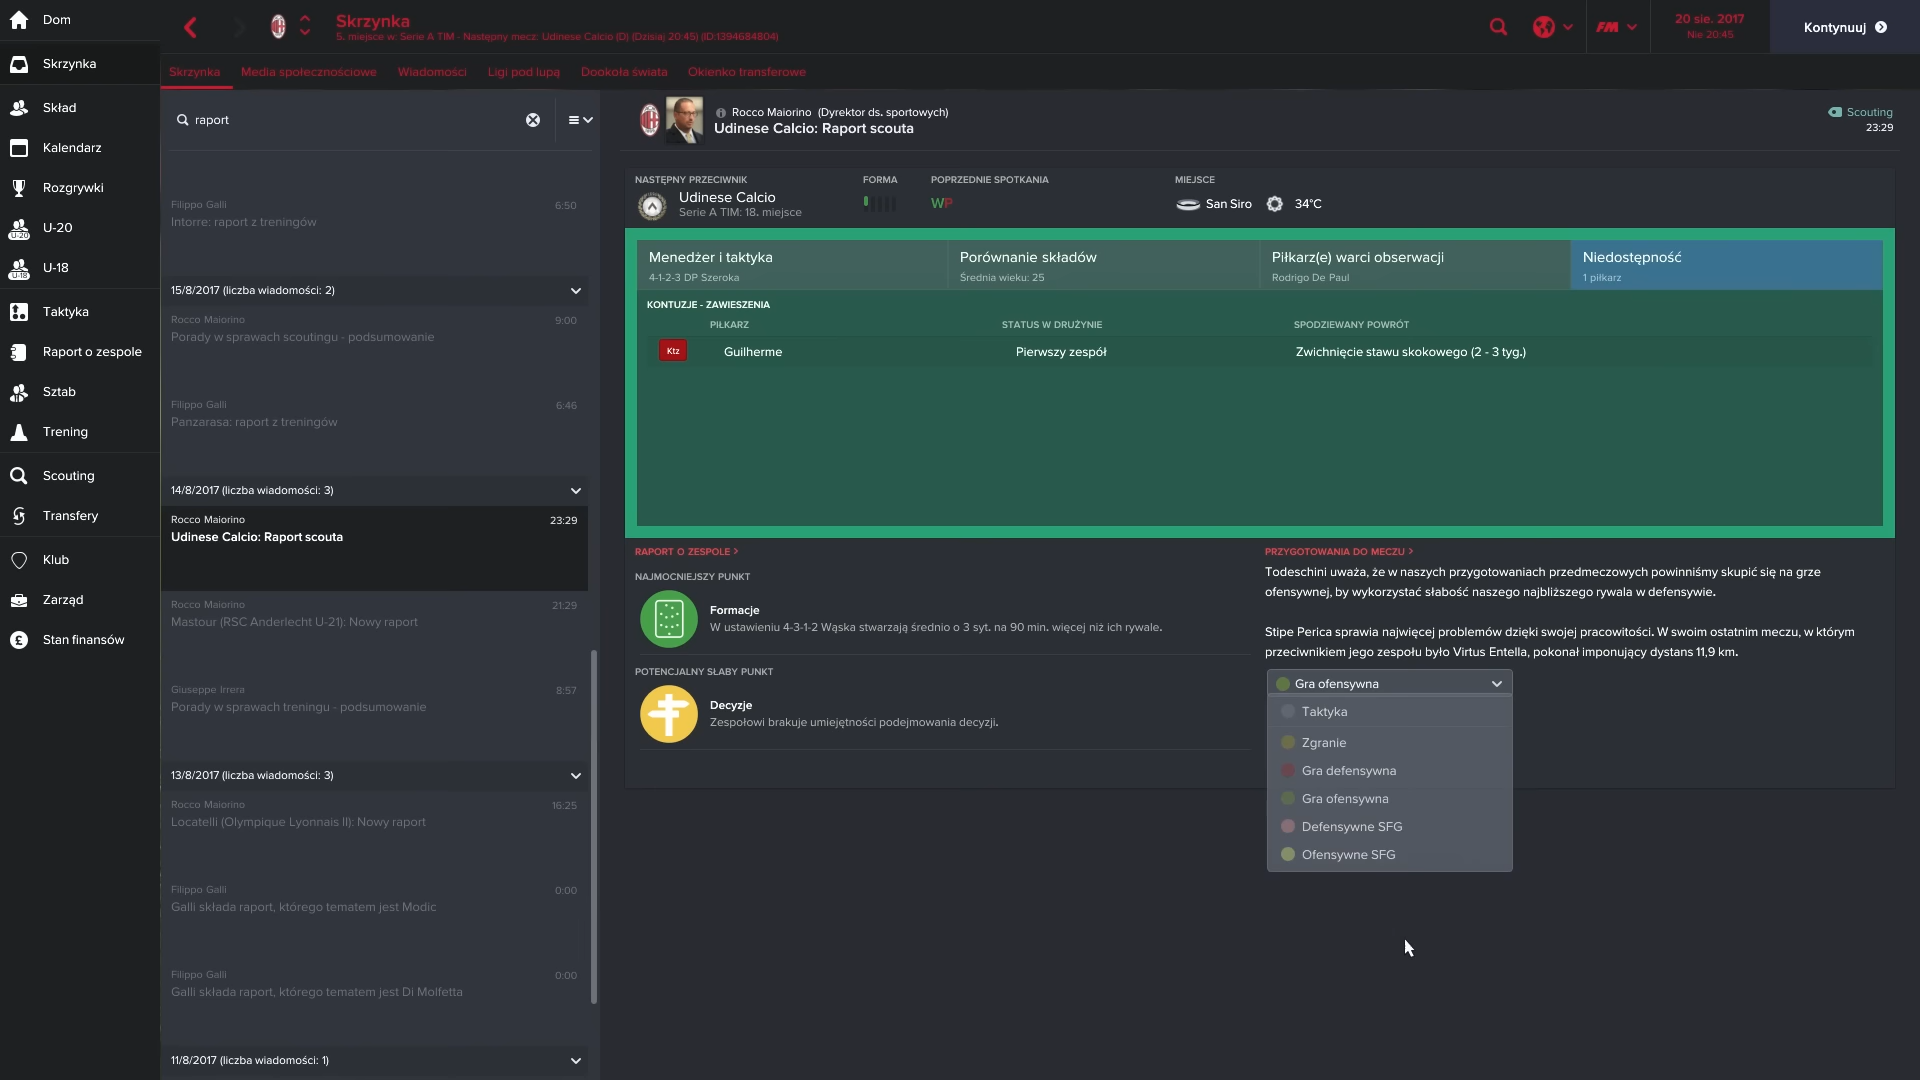 Dom
Skrzynka
Skład
Kalendarz
Rozgrywki
U-20
U-18
Taktyka
Raport o zespole
Sztab
Trening
Scouting
Transfery
Klub
Zarząd
Stan finansów
Skrzynka
5. miejsce w: Serie A TIM - Następny mecz: Udinese Calcio (D) (Dzisiaj 20:45) (ID:1394684804)
FM
20 sie. 2017
Nie 20:45
Kontynuuj
Skrzynka Media społecznościowe Wiadomości Ligi pod lupą Dookoła świata Okienko transferowe
raport
Filippo Galli 6:50
Intorre: raport z treningów
15/8/2017 (liczba wiadomości: 2)
Rocco Maiorino 9:00
Porady w sprawach scoutingu - podsumowanie
Filippo Galli 6:46
Panzarasa: raport z treningów
14/8/2017 (liczba wiadomości: 3)
Rocco Maiorino 23:29
Udinese Calcio: Raport scouta
Rocco Maiorino 21:29
Mastour (RSC Anderlecht U-21): Nowy raport
Giuseppe Irrera 8:57
Porady w sprawach treningu - podsumowanie
13/8/2017 (liczba wiadomości: 3)
Rocco Maiorino 16:25
Locatelli (Olympique Lyonnais II): Nowy raport
Filippo Galli 0:00
Galli składa raport, którego tematem jest Modic
Filippo Galli 0:00
Galli składa raport, którego tematem jest Di Molfetta
11/8/2017 (liczba wiadomości: 1)
Rocco Maiorino (Dyrektor ds. sportowych)
Udinese Calcio: Raport scouta
Scouting
23:29
NASTĘPNY PRZECIWNIK FORMA POPRZEDNIE SPOTKANIA MIEJSCE
Udinese Calcio
Serie A TIM: 18. miejsce
WP
San Siro 34°C
Menedżer i taktyka Porównanie składów Piłkarz(e) warci obserwacji Niedostępność
4-1-2-3 DP Szeroka Średnia wieku: 25 Rodrigo De Paul 1 piłkarz
KONTUZJE - ZAWIESZENIA
PIŁKARZ STATUS W DRUŻYNIE SPODZIEWANY POWRÓT
Ktz Guilherme Pierwszy zespół Zwichnięcie stawu skokowego (2 - 3 tyg.)
RAPORT O ZESPOLE >
NAJMOCNIEJSZY PUNKT
Formacje
W ustawieniu 4-3-1-2 Wąska stwarzają średnio o 3 syt. na 90 min. więcej niż ich rywale.
POTENCJALNY SŁABY PUNKT
Decyzje
Zespołowi brakuje umiejętności podejmowania decyzji.
PRZYGOTOWANIA DO MECZU >
Todeschini uważa, że w naszych przygotowaniach przedmeczowych powinniśmy skupić się na grze
ofensywnej, by wykorzystać słabość naszego najbliższego rywala w defensywie.
Stipe Perica sprawia najwięcej problemów dzięki swojej pracowitości. W swoim ostatnim meczu, w którym
przeciwnikiem jego zespołu było Virtus Entella, pokonał imponujący dystans 11,9 km.
Gra ofensywna
Taktyka
Zgranie
Gra defensywna
Gra ofensywna
Defensywne SFG
Ofensywne SFG